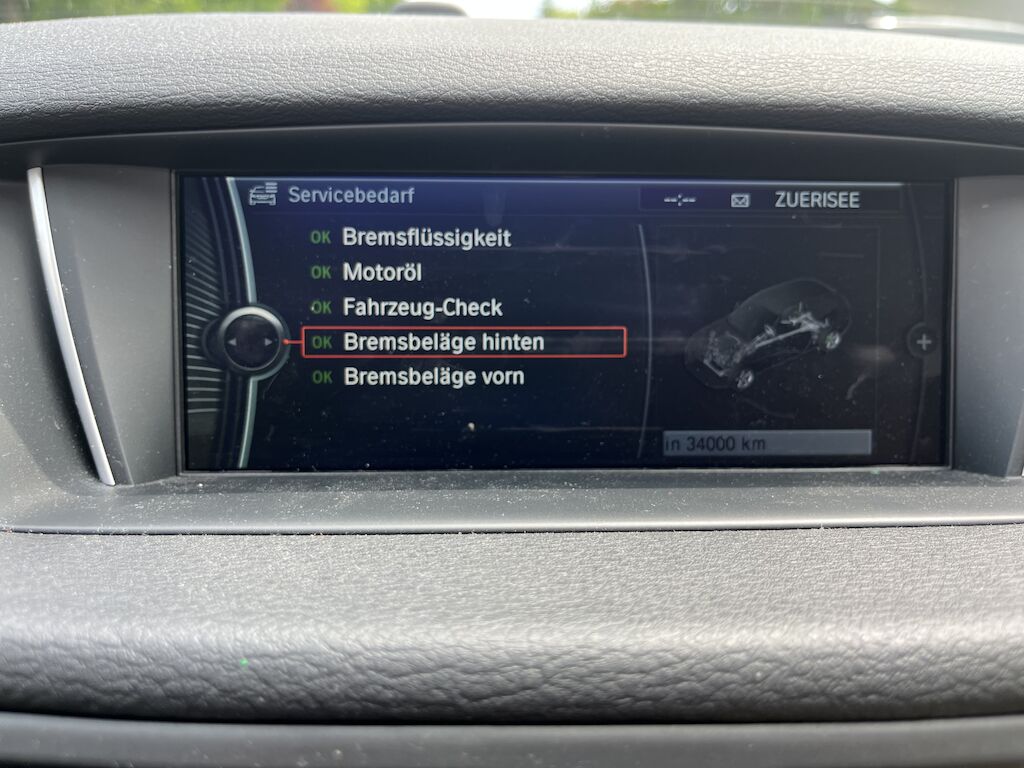 Servicebedarf
--:-- ZUERISEE
OK Bremsflüssigkeit
OK Motoröl
OK Fahrzeug-Check
OK Bremsbeläge hinten
OK Bremsbeläge vorn
in 34000 km